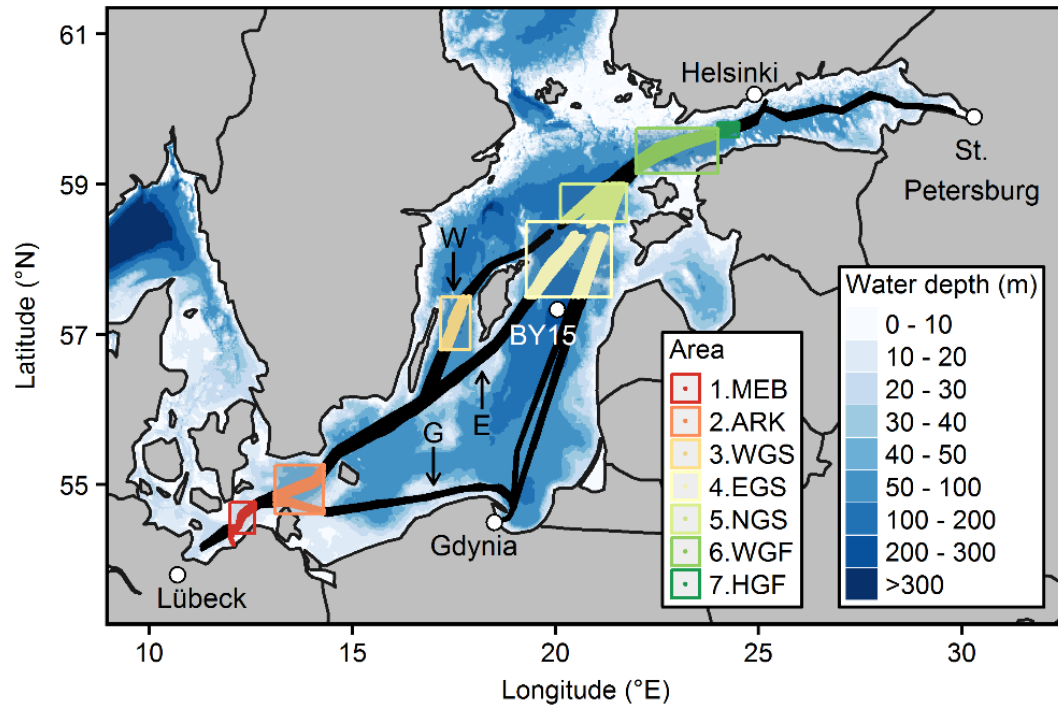 61
59
57
55
Latitude (°N)
10
15
20
25
30
Longitude (°E)
Helsinki
St.
Petersburg
W
BY15
E
G
Gdynia
Lübeck
Area
1.MEB
2.ARK
3.WGS
4.EGS
5.NGS
6.WGF
7.HGF
Water depth (m)
0 - 10
10 - 20
20 - 30
30 - 40
40 - 50
50 - 100
100 - 200
200 - 300
>300